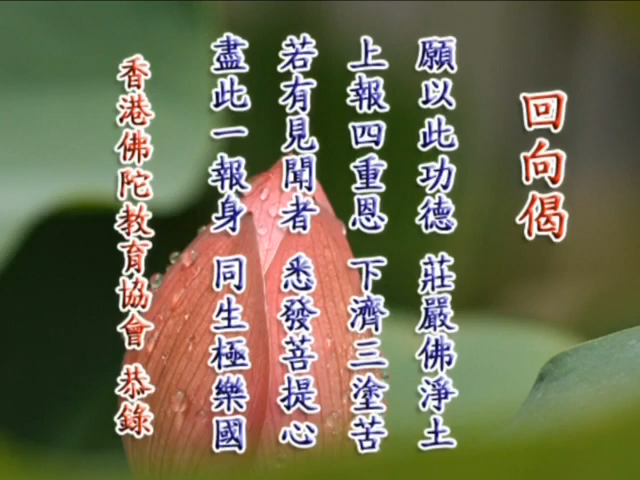 回向偈
願以此功德 莊嚴佛淨土
上報四重恩 下濟三塗苦
若有見聞者 悉發菩提心
盡此一報身 同生極樂國
香港佛陀教育協會 恭錄